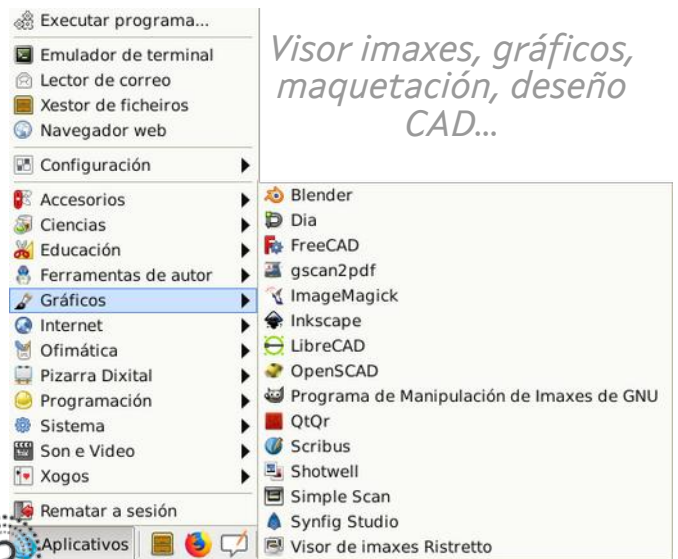 Executar programa...
Emulador de terminal
Lector de correo
Xestor de ficheiros
Navegador web
Configuración
Accesorios
Ciencias
Educación
Ferramentas de autor
Gráficos
Internet
Ofimática
Pizarra Dixital
Programación
Sistema
Son e Video
Xogos
Rematar a sesión
Aplicativos
Visor imaxes, gráficos,
maquetación, deseño
CAD...
Blender
Dia
FreeCAD
gscan2pdf
ImageMagick
Inkscape
LibreCAD
OpenSCAD
Programa de Manipulación de Imaxes de GNU
QtQr
Scribus
Shotwell
Simple Scan
Synfig Studio
Visor de imaxes Ristretto